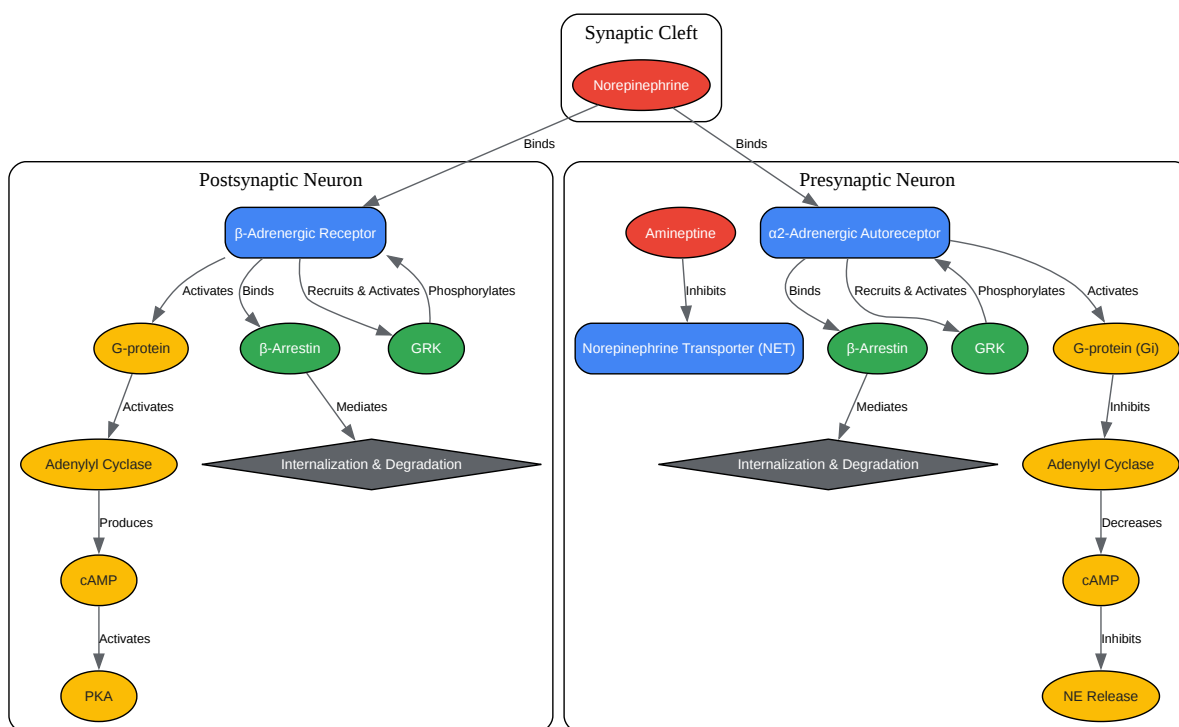 Synaptic Cleft
Norepinephrine
Binds
Binds
Postsynaptic Neuron
Presynaptic Neuron
β-Adrenergic Receptor
Amineptine
α2-Adrenergic Autoreceptor
Activates
Binds
Recruits & Activates
Phosphorylates
Inhibits
Binds
Recruits & Activates
Phosphorylates
Activates
G-protein
β-Arrestin
GRK
Norepinephrine Transporter (NET)
β-Arrestin
GRK
G-protein (Gi)
Activates
Mediates
Mediates
Inhibits
Adenylyl Cyclase
Internalization & Degradation
Internalization & Degradation
Adenylyl Cyclase
Produces
Decreases
cAMP
cAMP
Activates
Inhibits
PKA
NE Release